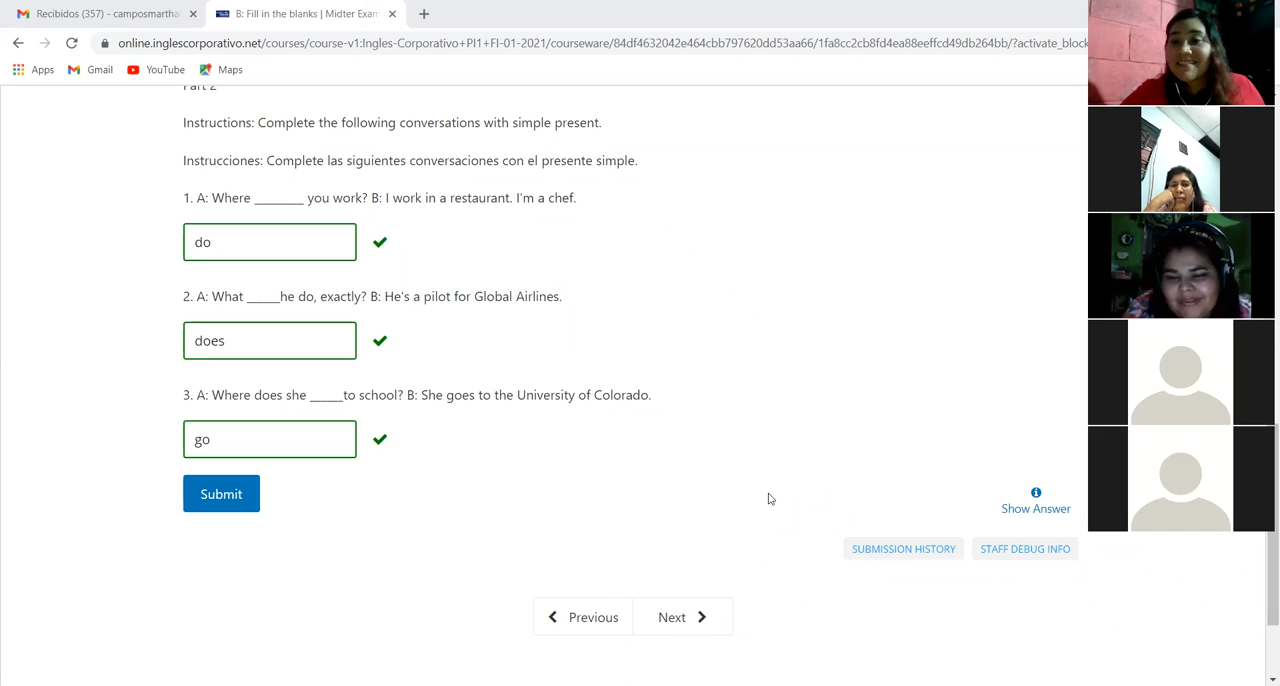 Recibidos (357) - camposmartha
B: Fill in the blanks | Midter Exam
online.inglescorporativo.net/courses/course-v1:Ingles-Corporativo+PI1+FI-01-2021/courseware/84df4632042e464cbb797620dd53aa66/1fa8cc2cb8fd4ea88eeffcd49db264bb/?activate_block
Apps Gmail YouTube Maps
Part 2
Instructions: Complete the following conversations with simple present.
Instrucciones: Complete las siguientes conversaciones con el presente simple.
1. A: Where ________ you work? B: I work in a restaurant. I'm a chef.
do
2. A: What _____he do, exactly? B: He's a pilot for Global Airlines.
does
3. A: Where does she _____to school? B: She goes to the University of Colorado.
go
Submit
Show Answer
SUBMISSION HISTORY STAFF DEBUG INFO
Previous Next